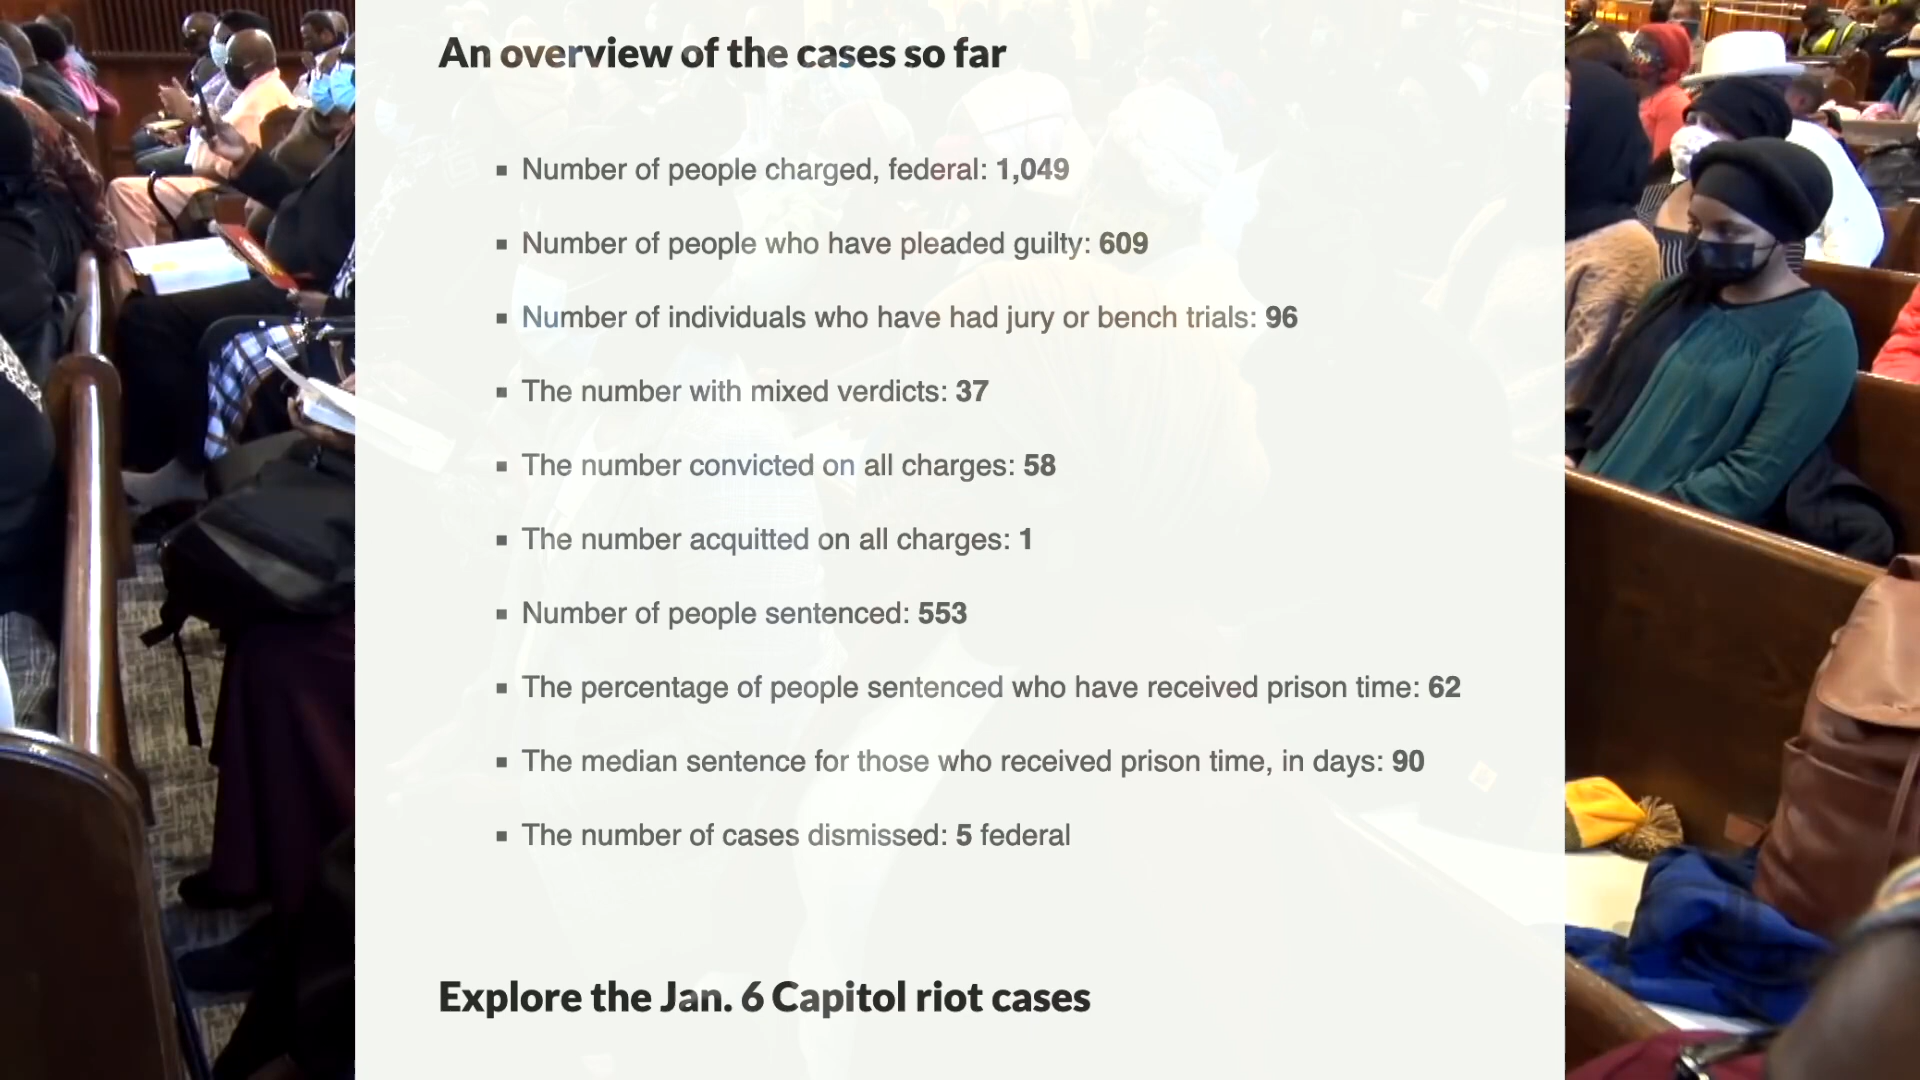 An overview of the cases so far
▪ Number of people charged, federal: 1,049
▪ Number of people who have pleaded guilty: 609
▪ Number of individuals who have had jury or bench trials: 96
▪ The number with mixed verdicts: 37
▪ The number convicted on all charges: 58
▪ The number acquitted on all charges: 1
▪ Number of people sentenced: 553
▪ The percentage of people sentenced who have received prison time: 62
▪ The median sentence for those who received prison time, in days: 90
▪ The number of cases dismissed: 5 federal
Explore the Jan. 6 Capitol riot cases